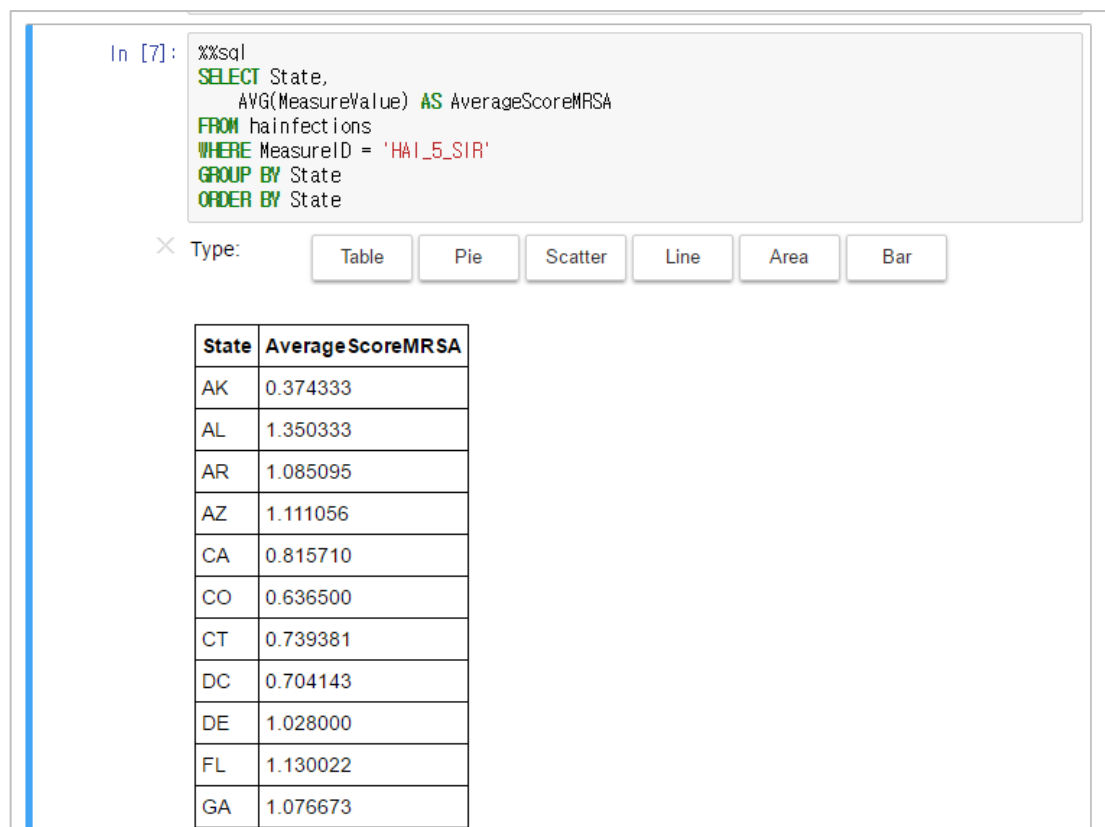 In [7]:
%%sql
SELECT State,
    AVG(MeasureValue) AS AverageScoreMRSA
FROM hainfections
WHERE MeasureID = 'HAI_5_SIR'
GROUP BY State
ORDER BY State
× Type: Table Pie Scatter Line Area Bar
State AverageScoreMRSA
AK 0.374333
AL 1.350333
AR 1.085095
AZ 1.111056
CA 0.815710
CO 0.636500
CT 0.739381
DC 0.704143
DE 1.028000
FL 1.130022
GA 1.076673